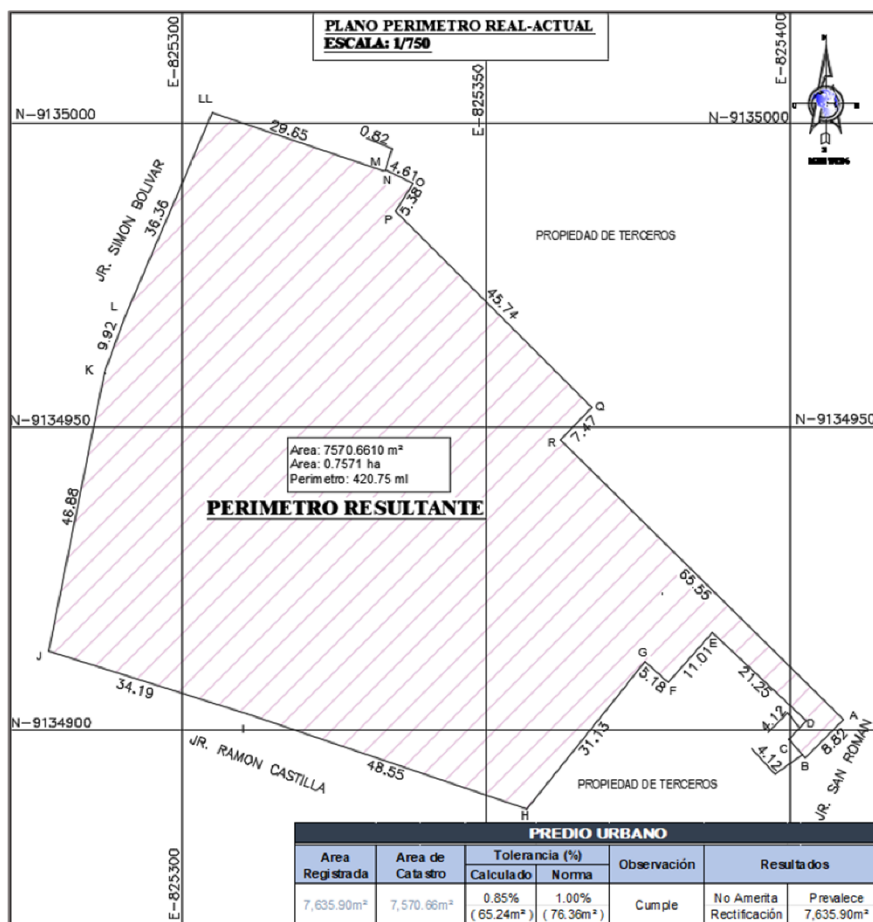 PLANO PERIMETRO REAL-ACTUAL
ESCALA: 1/750
E-825300
E-825350
E-825400
N-9135000
N-9135000
LL
29.65
0.82
M
N
4.61
O
5.38
P
JR. SIMON BOLIVAR
36.36
PROPIEDAD DE TERCEROS
L
9.92
K
45.74
Q
7.47
R
N-9134950
N-9134950
Area: 7570.6610 m²
Area: 0.7571 ha
Perimetro: 420.75 ml
PERIMETRO RESULTANTE
46.88
65.55
J
34.19
G
5.18
F
11.01
E
21.25
4.12
D
A
C
4.12
B
8.82
N-9134900
JR. RAMON CASTILLA
48.55
31.13
H
PROPIEDAD DE TERCEROS
JR. SAN ROMAN
E-825300
PREDIO URBANO
Area Registrada
Area de Catastro
Tolerancia (%)
Calculado
Norma
Observación
Resultados
7,635.90m²
7,570.66m²
0.85%
(65.24m²)
1.00%
(76.36m²)
Cumple
No Amerita Rectificación
Prevalece
7,635.90m²